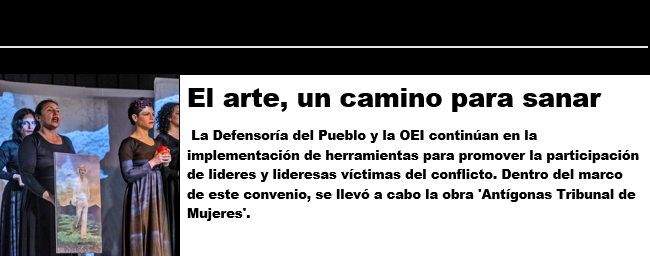 El arte, un camino para sanar
La Defensoría del Pueblo y la OEI continúan en la
implementación de herramientas para promover la participación
de lideres y lideresas víctimas del conflicto. Dentro del marco
de este convenio, se llevó a cabo la obra 'Antígonas Tribunal de
Mujeres'.